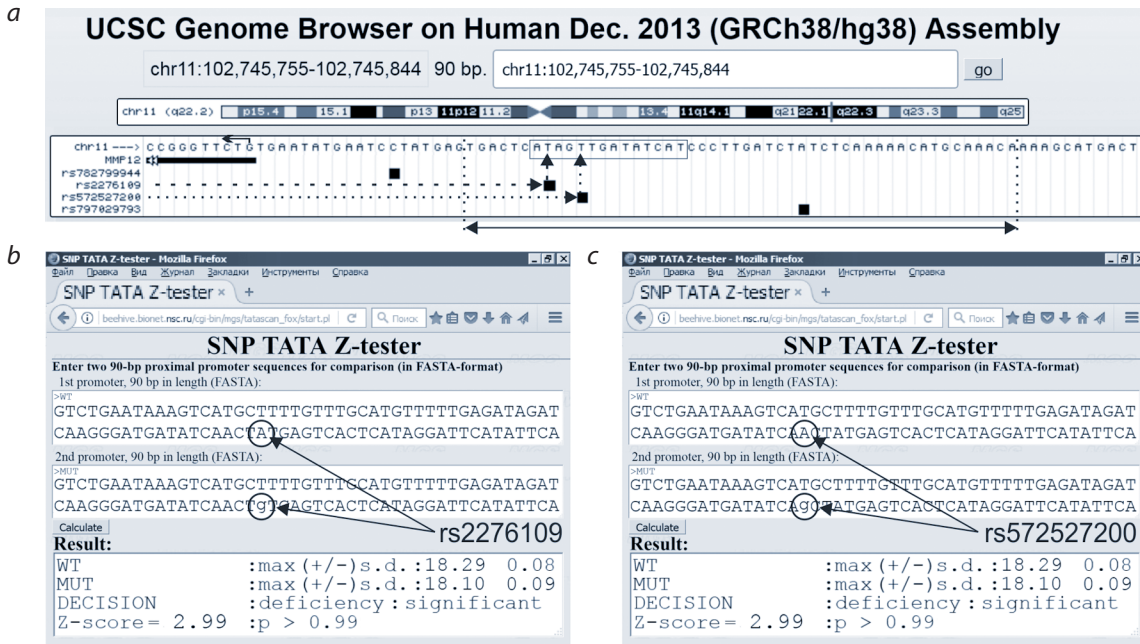 a
UCSC Genome Browser on Human Dec. 2013 (GRCh38/hg38) Assembly
chr11:102,745,755-102,745,844 90 bp. chr11:102,745,755-102,745,844 go
chr11 (q22.2) p15.4 15.1 p13 11p12 11.2 13.4 11q14.1 q21 22.1 q22.3 q23.3 q25
chr11 ---> CCGGGTTCTGTGAATATGAATCCTATGAGTGACTCATAGTTGATATCATCCCTTGATCTATCTCAAAAACATGCAAACAAAAGCATGACT
MMP12
rs782799944
rs2276109
rs572527200
rs797029793
b
SNP TATA Z-tester - Mozilla Firefox
Файл Правка Вид Журнал Закладки Инструменты Справка
SNP TATA Z-tester × +
beehive.bionet.nsc.ru/cgi-bin/mgs/tatascan_fox/start.pl Поиск
SNP TATA Z-tester
Enter two 90-bp proximal promoter sequences for comparison (in FASTA-format)
1st promoter, 90 bp in length (FASTA):
>WT
GTCTGAATAAAGTCATGCTTTTGTTTGCATGTTTTTGAGATAGAT
CAAGGGATGATATCAACTATGAGTCACTCATAGGATTCATATTCA
2nd promoter, 90 bp in length (FASTA):
>MUT
GTCTGAATAAAGTCATGCTTTTGTTTGCATGTTTTTGAGATAGAT
CAAGGGATGATATCAACTgTGAGTCACTCATAGGATTCATATTCA
Calculate
rs2276109
Result:
WT :max(+/-)s.d.:18.29 0.08
MUT :max(+/-)s.d.:18.10 0.09
DECISION :deficiency:significant
Z-score= 2.99 :p > 0.99
c
SNP TATA Z-tester - Mozilla Firefox
Файл Правка Вид Журнал Закладки Инструменты Справка
SNP TATA Z-tester × +
beehive.bionet.nsc.ru/cgi-bin/mgs/tatascan_fox/start.pl Поиск
SNP TATA Z-tester
Enter two 90-bp proximal promoter sequences for comparison (in FASTA-format)
1st promoter, 90 bp in length (FASTA):
>WT
GTCTGAATAAAGTCATGCTTTTGTTTGCATGTTTTTGAGATAGAT
CAAGGGATGATATCAACTATGAGTCACTCATAGGATTCATATTCA
2nd promoter, 90 bp in length (FASTA):
>MUT
GTCTGAATAAAGTCATGCTTTTGTTTGCATGTTTTTGAGATAGAT
CAAGGGATGATATCAgCTATGAGTCACTCATAGGATTCATATTCA
Calculate
rs572527200
Result:
WT :max(+/-)s.d.:18.29 0.08
MUT :max(+/-)s.d.:18.10 0.09
DECISION :deficiency:significant
Z-score= 2.99 :p > 0.99